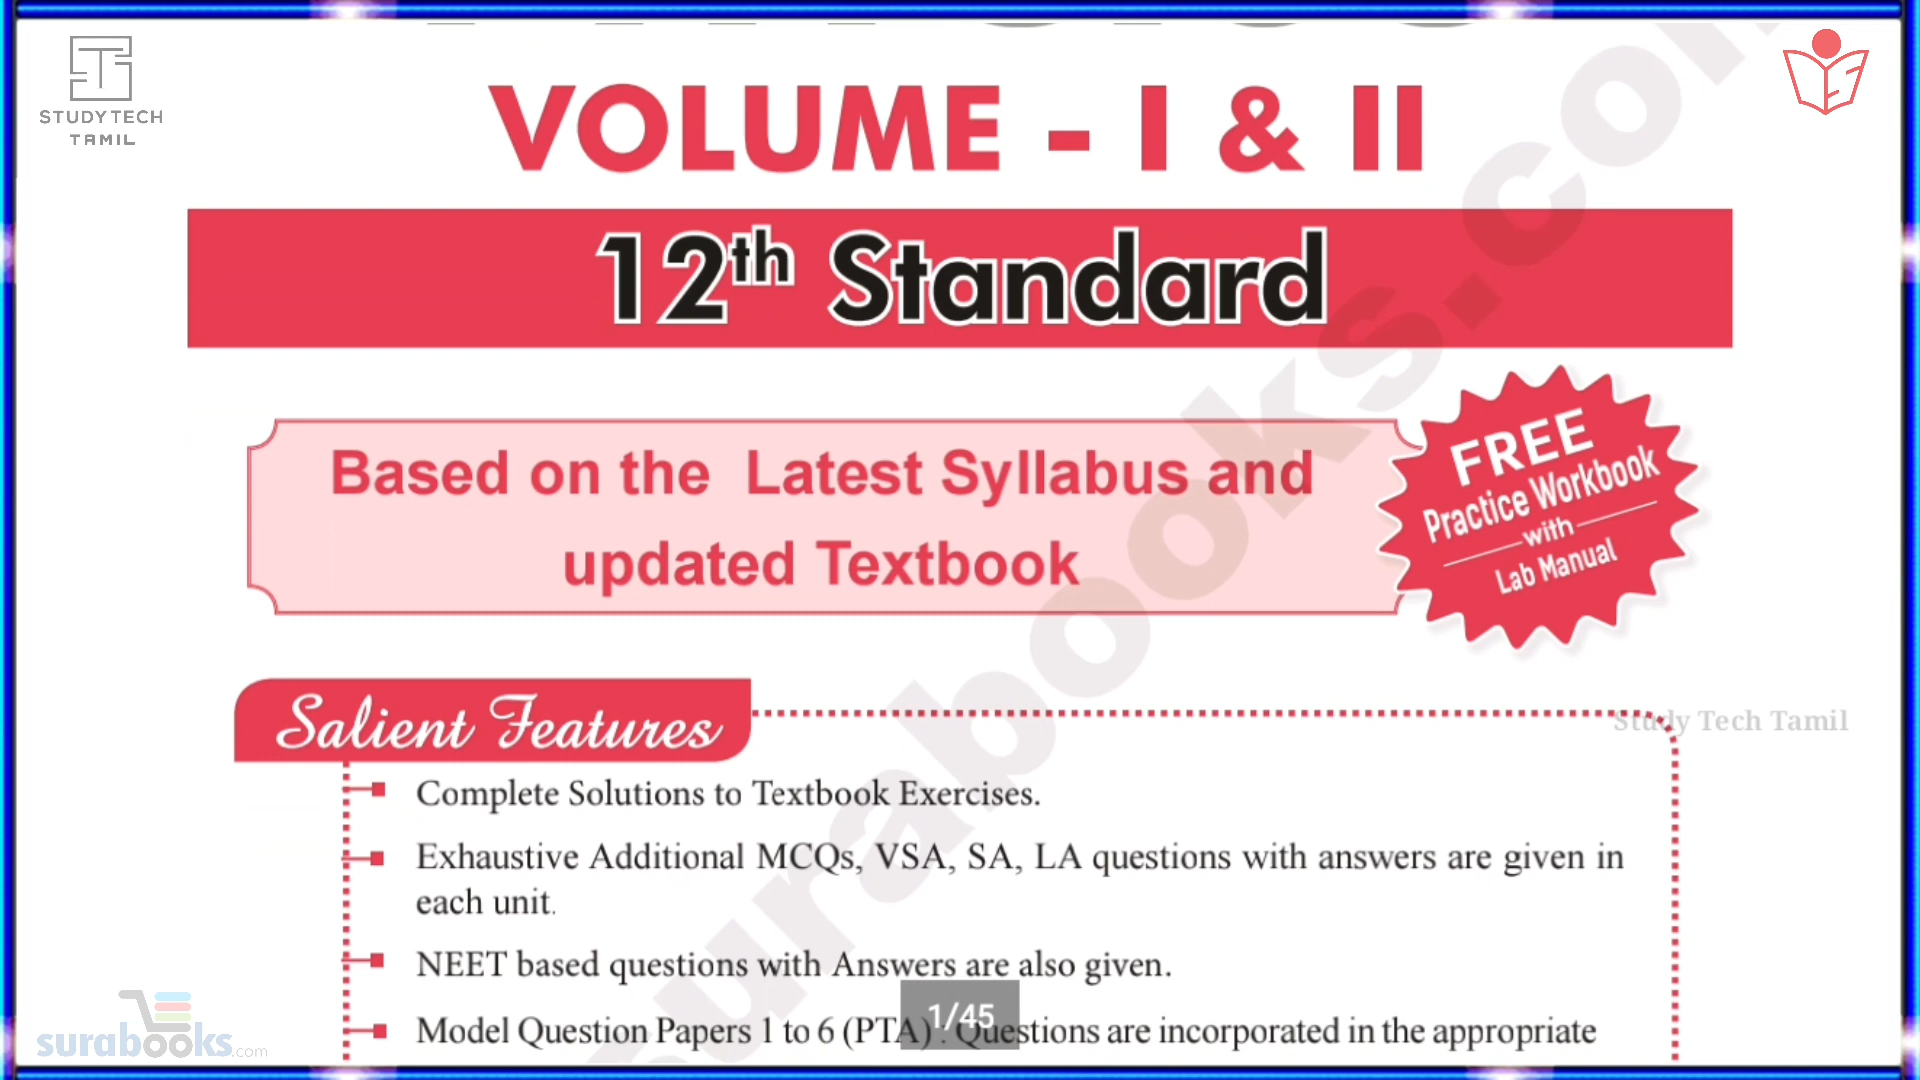 STUDYTECH
TAMIL
VOLUME - I & II
12th Standard
Based on the Latest Syllabus and
updated Textbook
FREE
Practice Workbook
with
Lab Manual
Salient Features
Study Tech Tamil
Complete Solutions to Textbook Exercises.
Exhaustive Additional MCQs, VSA, SA, LA questions with answers are given in
each unit.
NEET based questions with Answers are also given.
1/45
Model Question Papers 1 to 6 (PTA) : Questions are incorporated in the appropriate
surabooks.com
surabooks.com